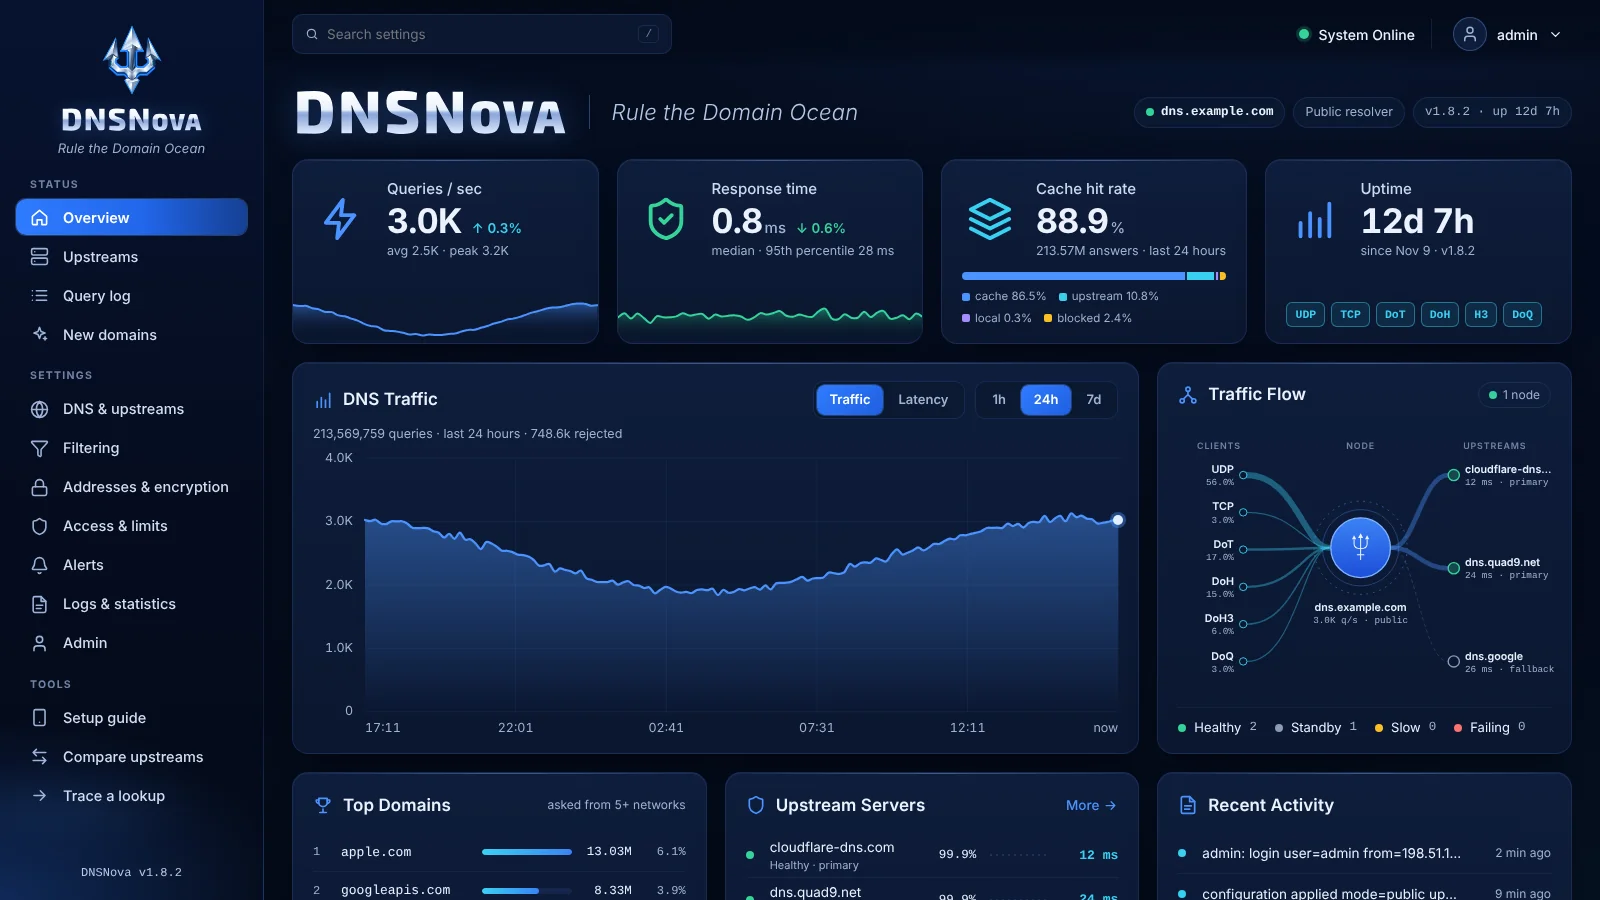 DNSNova
Rule the Domain Ocean
STATUS
Overview
Upstreams
Query log
New domains
SETTINGS
DNS & upstreams
Filtering
Addresses & encryption
Access & limits
Alerts
Logs & statistics
Admin
TOOLS
Setup guide
Compare upstreams
Trace a lookup
DNSNova v1.8.2
Search settings /
System Online
admin
DNSNova
Rule the Domain Ocean
dns.example.com
Public resolver
v1.8.2 · up 12d 7h
Queries / sec
3.0K ↑ 0.3%
avg 2.5K · peak 3.2K
Response time
0.8 ms ↓ 0.6%
median · 95th percentile 28 ms
Cache hit rate
88.9 %
213.57M answers · last 24 hours
cache 86.5% upstream 10.8%
local 0.3% blocked 2.4%
Uptime
12d 7h
since Nov 9 · v1.8.2
UDP TCP DoT DoH H3 DoQ
DNS Traffic
Traffic Latency
1h 24h 7d
213,569,759 queries · last 24 hours · 748.6k rejected
4.0K
3.0K
2.0K
1.0K
0
17:11 22:01 02:41 07:31 12:11 now
Traffic Flow
1 node
CLIENTS NODE UPSTREAMS
UDP
56.0%
TCP
3.0%
DoT
17.0%
DoH
15.0%
DoH3
6.0%
DoQ
3.0%
dns.example.com
3.0K q/s · public
cloudflare-dns...
12 ms · primary
dns.quad9.net
24 ms · primary
dns.google
26 ms · fallback
Healthy 2 Standby 1 Slow 0 Failing 0
Top Domains
asked from 5+ networks
1 apple.com 13.03M 6.1%
2 googleapis.com 8.33M 3.9%
Upstream Servers
More →
cloudflare-dns.com 99.9% 12 ms
Healthy · primary
dns.quad9.net 99.9% 24 ms
Recent Activity
admin: login user=admin from=198.51.1... 2 min ago
configuration applied mode=public up... 9 min ago